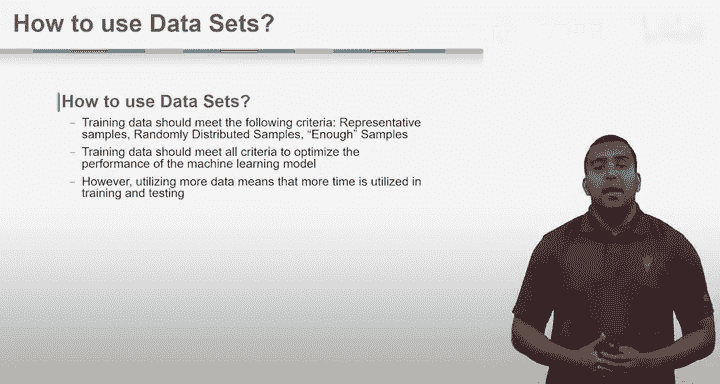 How to use Data Sets?
How to use Data Sets?
– Training data should meet the following criteria: Representative
samples, Randomly Distributed Samples, “Enough” Samples
– Training data should meet all criteria to optimize the
performance of the machine learning model
– However, utilizing more data means that more time is utilized in
training and testing